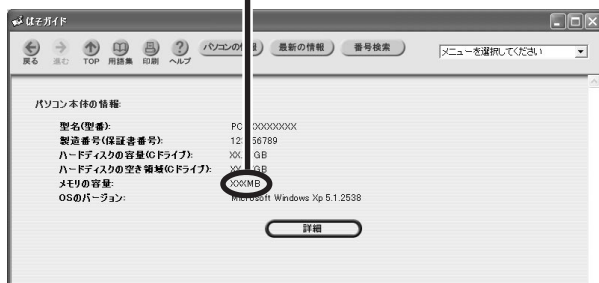 ぱそガイド
戻る 進む TOP 用語集 印刷 ヘルプ パソコンの情報 最新の情報 番号検索 メニューを選択してください
パソコン本体の情報:
型名(型番):
製造番号(保証書番号):
ハードディスクの容量(Cドライブ): GB
ハードディスクの空き領域(Cドライブ): GB
メモリの容量: XXXMB
OSのバージョン: Microsoft Windows Xp 5.1.2538
詳細